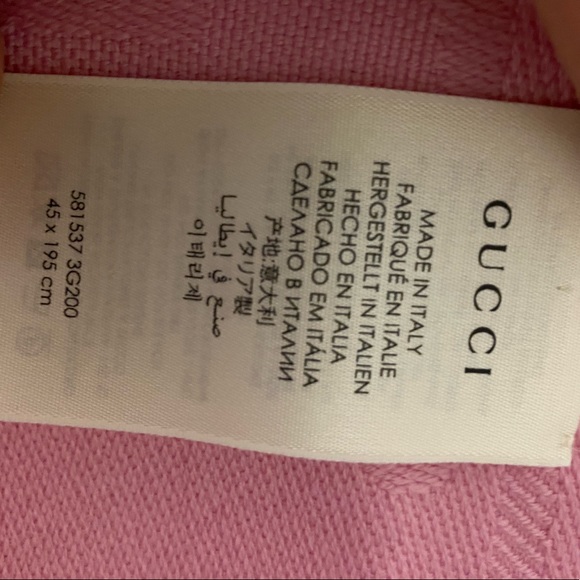 GUCCI
MADE IN ITALY
FABRIQUÉ EN ITALIE
HERGESTELLT IN ITALIEN
HECHO EN ITALIA
FABRICADO EM ITÁLIA
СДЕЛАНО В ИТАЛИИ
产地:意大利
イタリア製
صنع في إيطاليا
이태리제
581537 3G200
45 x 195 cm